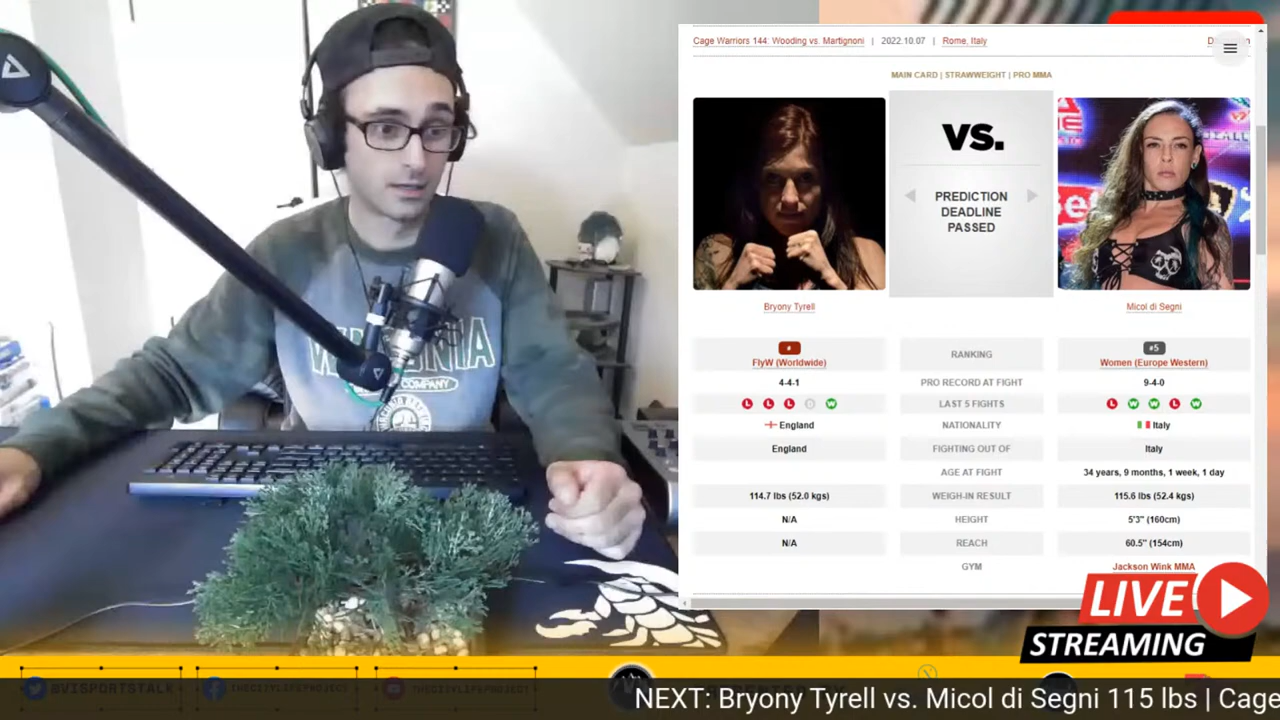 Cage Warriors 144: Wooding vs. Martignoni | 2022.10.07 | Rome, Italy
MAIN CARD | STRAWWEIGHT | PRO MMA
VS.
PREDICTION
DEADLINE
PASSED
Bryony Tyrell
Micol di Segni
#
#5
FlyW (Worldwide)
RANKING
Women (Europe Western)
4-4-1
PRO RECORD AT FIGHT
9-4-0
L L L D W
LAST 5 FIGHTS
L W W L W
England
NATIONALITY
Italy
England
FIGHTING OUT OF
Italy
AGE AT FIGHT
34 years, 9 months, 1 week, 1 day
114.7 lbs (52.0 kgs)
WEIGH-IN RESULT
115.6 lbs (52.4 kgs)
N/A
HEIGHT
5'3" (160cm)
N/A
REACH
60.5" (154cm)
GYM
Jackson Wink MMA
COMPANY
LIVE
STREAMING
@VISPORTSTALK
THECITYLIFEPROJECT
THECITYLIFEPROJECT
NEXT: Bryony Tyrell vs. Micol di Segni 115 lbs | Cage